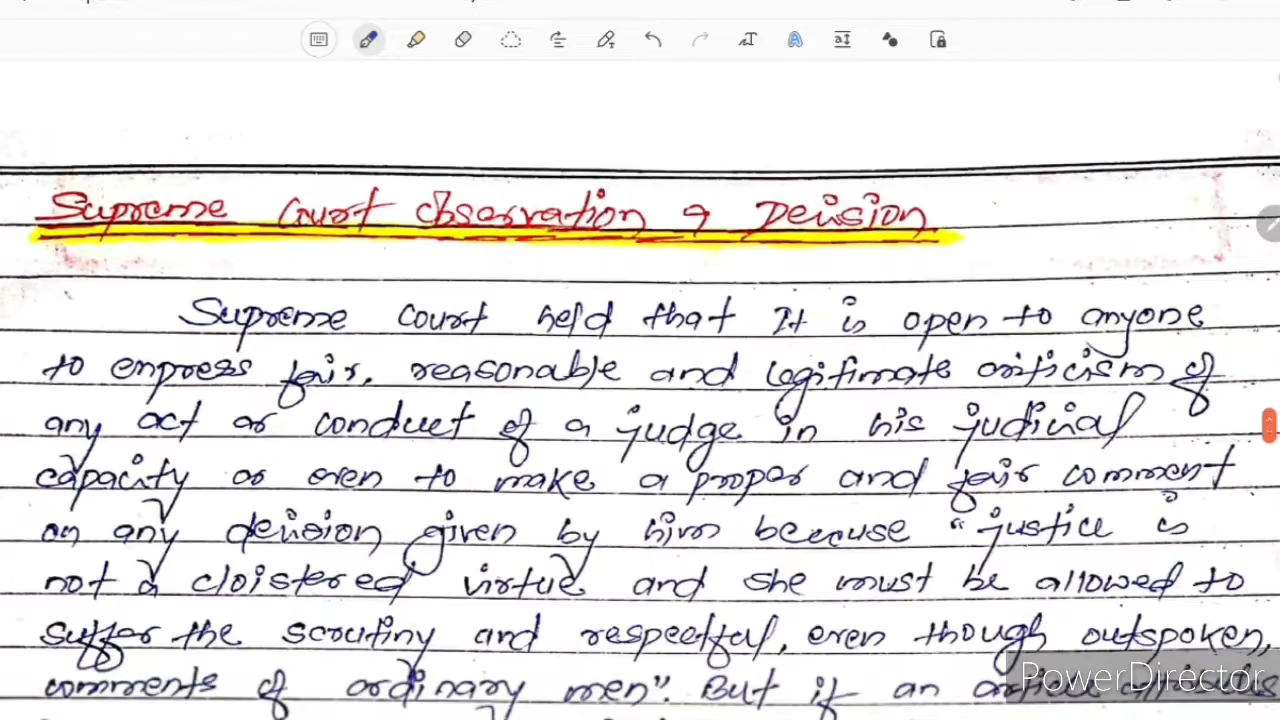 Supreme Court observation & Decision
Supreme Court held that It is open to anyone
to express fair, reasonable and legitimate criticism of
any act or conduct of a judge in his judicial
capacity or even to make a proper and fair comment
on any decision given by him because "justice is
not a cloistered virtue and she must be allowed to
suffer the scrutiny and respectful, even though outspoken,
comments of ordinary men". But if an article
PowerDirector